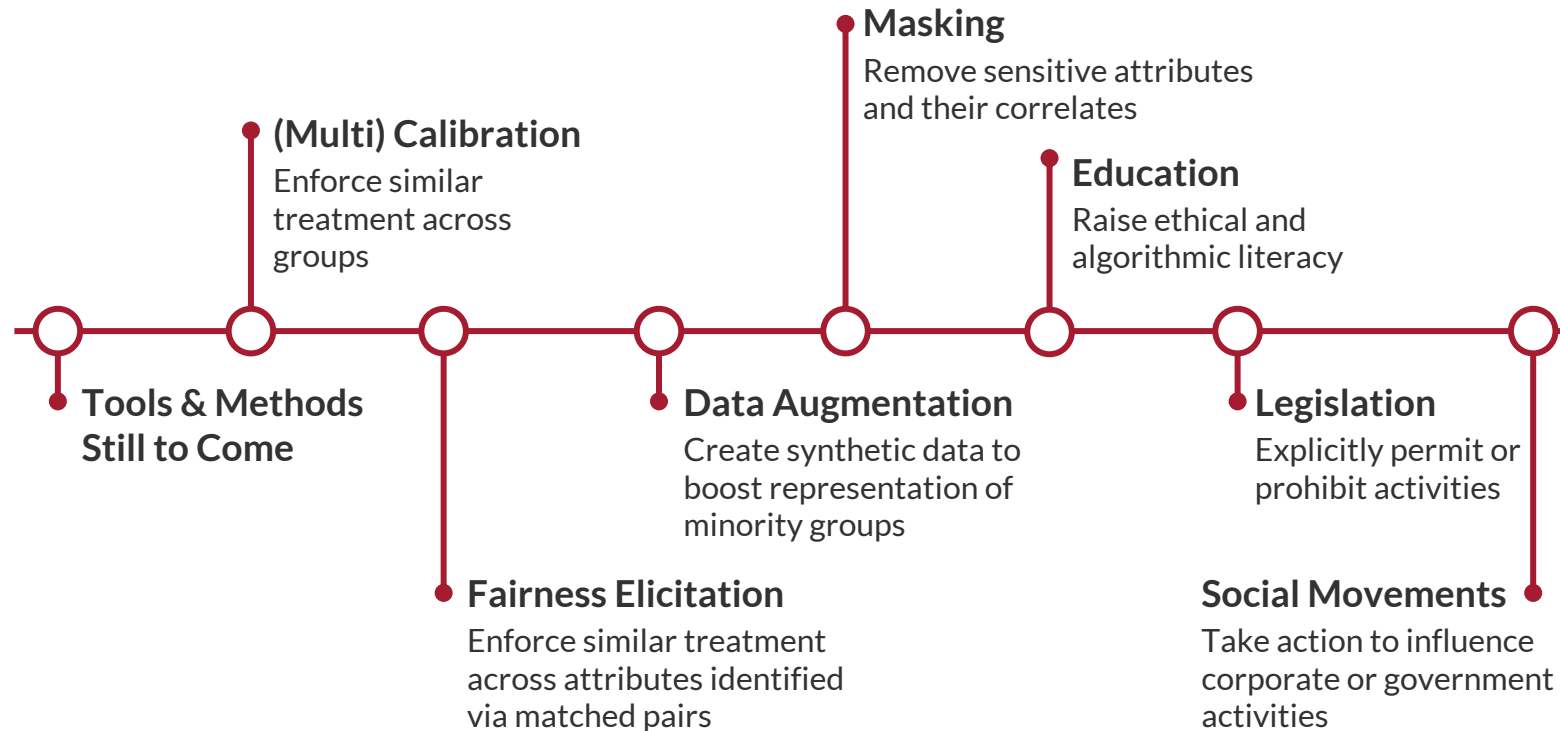 Masking
Remove sensitive attributes
and their correlates
(Multi) Calibration
Enforce similar
treatment across
groups
Education
Raise ethical and
algorithmic literacy
Tools & Methods
Still to Come
Data Augmentation
Create synthetic data to
boost representation of
minority groups
Legislation
Explicitly permit or
prohibit activities
Fairness Elicitation
Enforce similar treatment
across attributes identified
via matched pairs
Social Movements
Take action to influence
corporate or government
activities